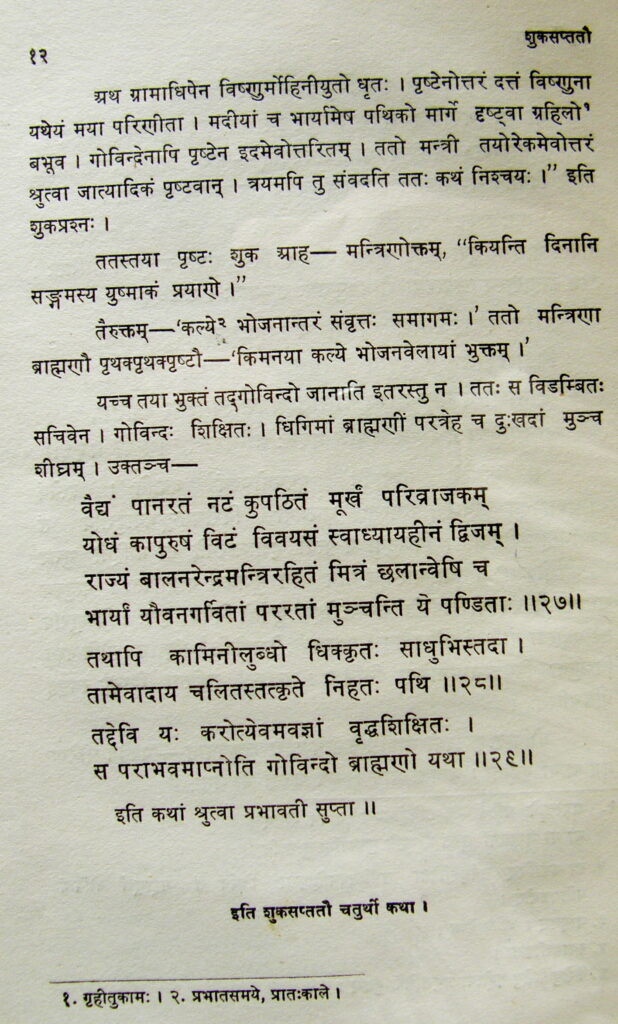 १२
शुकसप्ततौ
अथ ग्रामाधिपेन विष्णुर्मोहिनीयुतो धृतः । पृष्टेनोत्तरं दत्तं विष्णुना
यथेयं मया परिणीता । मदीयां च भार्यामेष पथिको मार्गे दृष्ट्वा ग्रहिलो१
बभूव । गोविन्देनापि पृष्टेन इदमेवोत्तरितम् । ततो मन्त्री तयोरेकमेवोत्तरं
श्रुत्वा जात्यादिकं पृष्टवान् । त्रयमपि तु संवदति ततः कथं निश्चयः ।” इति
शुकप्रश्नः ।
ततस्तया पृष्टः शुक आह— मन्त्रिणोक्तम्, “कियन्ति दिनानि
सङ्गमस्य युष्माकं प्रयाणे ।”
तैरुक्तम्—‘कल्ये२ भोजनान्तरं संवृत्तः समागमः ।’ ततो मन्त्रिणा
ब्राह्मणौ पृथक्पृथक्पृष्टौ—‘किमनया कल्ये भोजनवेलायां भुक्तम् ।’
यच्च तया भुक्तं तद्गोविन्दो जानाति इतरस्तु न । ततः स विडम्बितः
सचिवेन । गोविन्दः शिक्षितः । धिगिमां ब्राह्मणीं परत्रेह च दुःखदां मुञ्च
शीघ्रम् । उक्तञ्च—
वैद्यं पानरतं नटं कुपठितं मूर्खं परिव्राजकम्
योधं कापुरुषं विटं विवयसं स्वाध्यायहीनं द्विजम् ।
राज्यं बालनरेन्द्रमन्त्रिरहितं मित्रं छलान्वेषि च
भार्यां यौवनगर्वितां पररतां मुञ्चन्ति ये पण्डिताः ॥२७॥
तथापि कामिनीलुब्धो धिक्कृतः साधुभिस्तदा ।
तामेवादाय चलितस्तत्कृते निहतः पथि ॥२८॥
तद्देवि यः करोत्येवमवज्ञां वृद्धशिक्षितः ।
स पराभवमाप्नोति गोविन्दो ब्राह्मणो यथा ॥२९॥
इति कथां श्रुत्वा प्रभावती सुप्ता ॥
इति शुकसप्ततौ चतुर्थी कथा ।
१. गृहीतुकामः । २. प्रभातसमये, प्रातःकाले ।